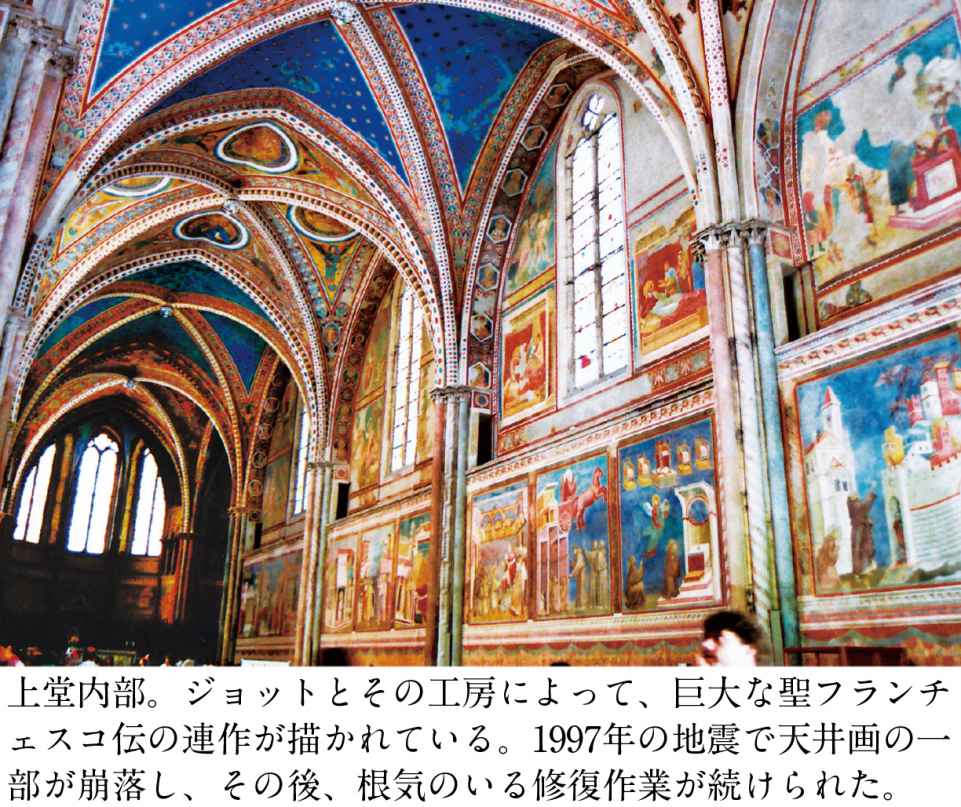 上堂内部。ジョットとその工房によって、巨大な聖フランチ
ェスコ伝の連作が描かれている。1997年の地震で天井画の一
部が崩落し、その後、根気のいる修復作業が続けられた。